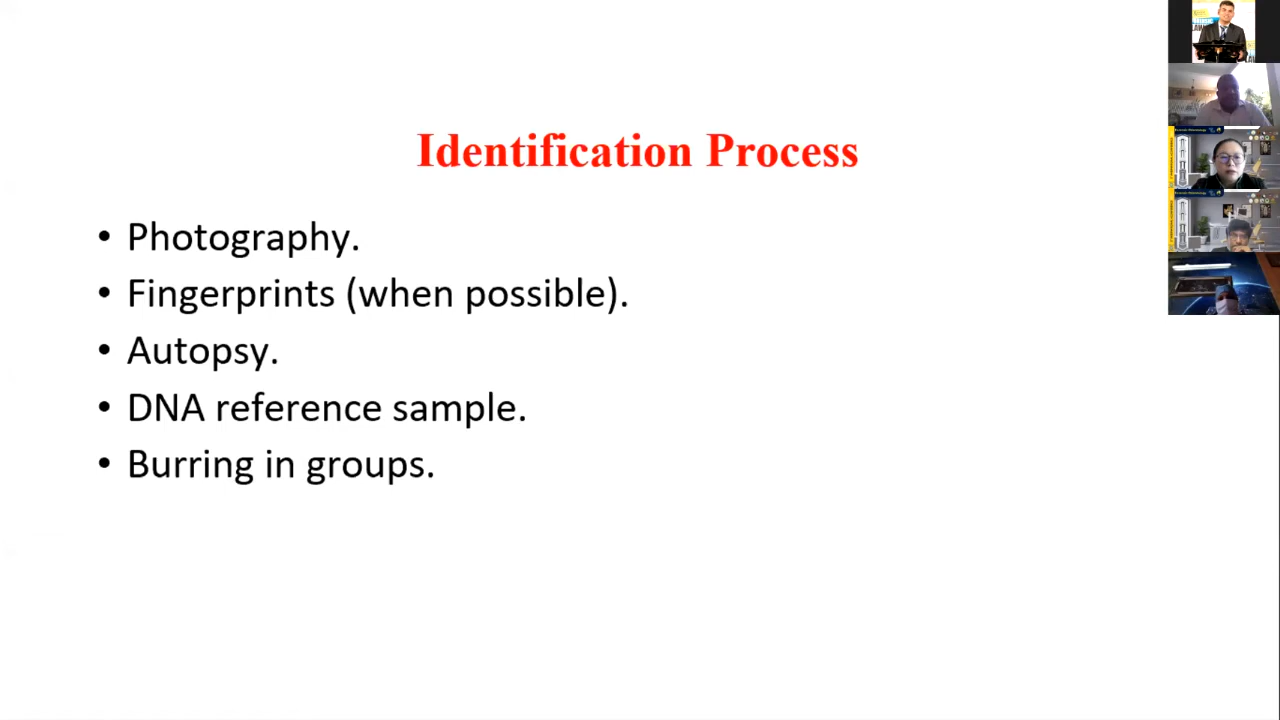 Identification Process
• Photography.
• Fingerprints (when possible).
• Autopsy.
• DNA reference sample.
• Burring in groups.